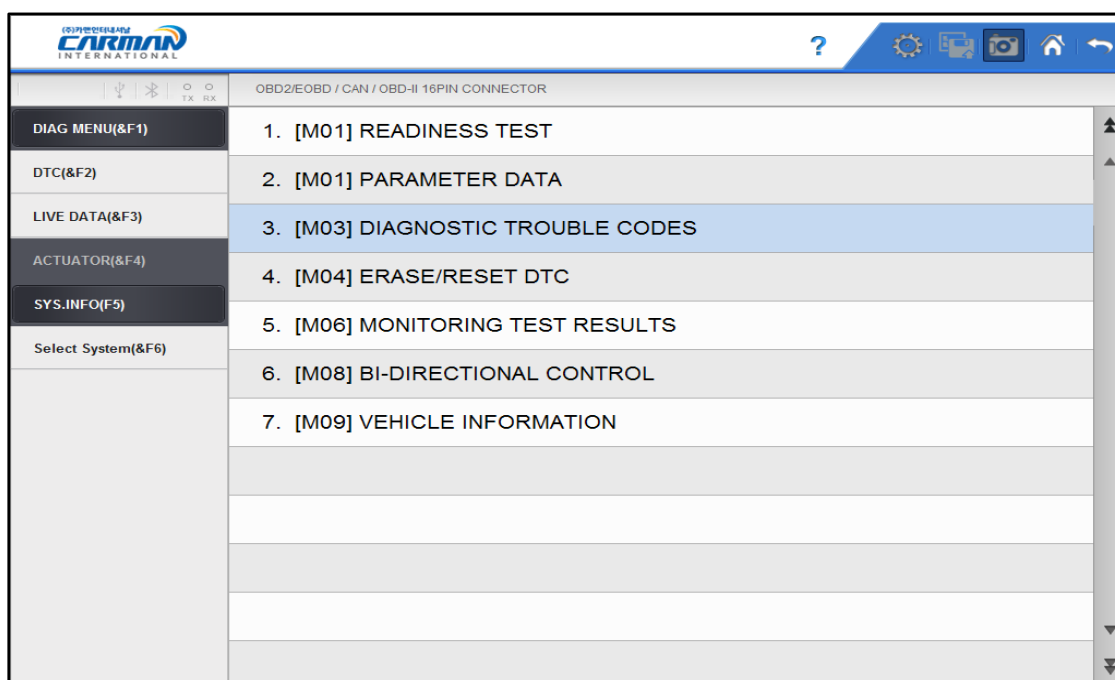 (주)카맨인터내셔널
CARMAN
INTERNATIONAL
?
TX RX
OBD2/EOBD / CAN / OBD-II 16PIN CONNECTOR
DIAG MENU(&F1)
DTC(&F2)
LIVE DATA(&F3)
ACTUATOR(&F4)
SYS.INFO(F5)
Select System(&F6)
1. [M01] READINESS TEST
2. [M01] PARAMETER DATA
3. [M03] DIAGNOSTIC TROUBLE CODES
4. [M04] ERASE/RESET DTC
5. [M06] MONITORING TEST RESULTS
6. [M08] BI-DIRECTIONAL CONTROL
7. [M09] VEHICLE INFORMATION